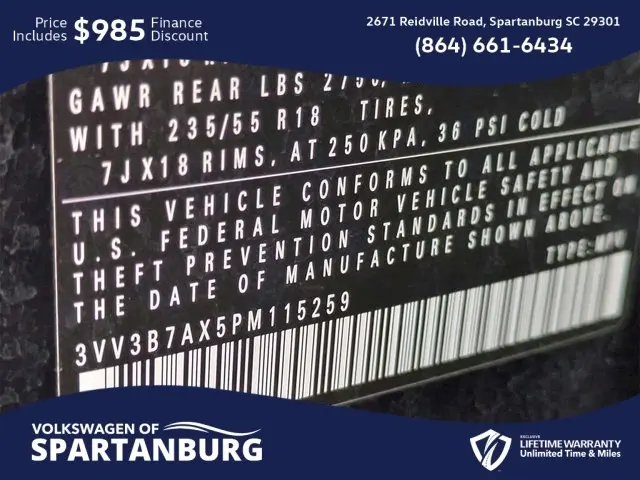 Price Includes $985 Finance Discount
2671 Reidville Road, Spartanburg SC 29301
(864) 661-6434
GAWR REAR LBS
WITH 235/55 R18 TIRES,
7JX18 RIMS, AT 250 KPA, 36 PSI COLD
THIS VEHICLE CONFORMS TO ALL APPLICABLE
U.S. FEDERAL MOTOR VEHICLE SAFETY AND
THEFT PREVENTION STANDARDS IN EFFECT ON
THE DATE OF MANUFACTURE SHOWN ABOVE.
TYPE: MPV
3VV3B7AX5PM115259
VOLKSWAGEN OF
SPARTANBURG
EXCLUSIVE
LIFETIME WARRANTY
Unlimited Time & Miles